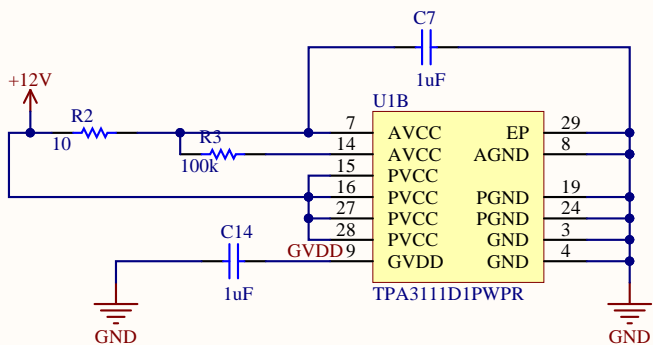 C7
1uF
+12V
R2
10
R3
100k
U1B
7 AVCC EP 29
14 AVCC AGND 8
15 PVCC
16 PVCC PGND 19
27 PVCC PGND 24
28 PVCC GND 3
GVDD 9 GVDD GND 4
C14
1uF
TPA3111D1PWPR
GND
GND